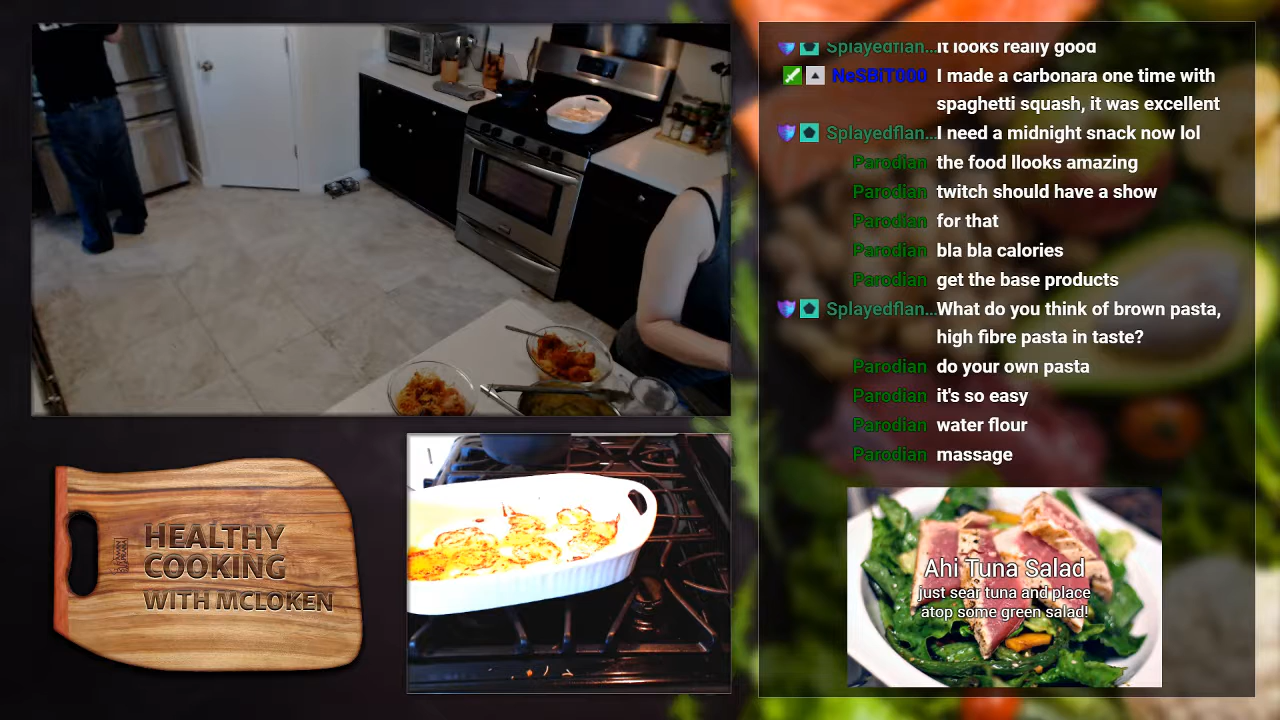 Splayedflan... It looks really good
NeSBiT000 I made a carbonara one time with
spaghetti squash, it was excellent
Splayedflan... I need a midnight snack now lol
Parodian the food llooks amazing
Parodian twitch should have a show
Parodian for that
Parodian bla bla calories
Parodian get the base products
Splayedflan... What do you think of brown pasta,
high fibre pasta in taste?
Parodian do your own pasta
Parodian it's so easy
Parodian water flour
Parodian massage
HEALTHY
COOKING
WITH MCLOKEN
Ahi Tuna Salad
just sear tuna and place
atop some green salad!